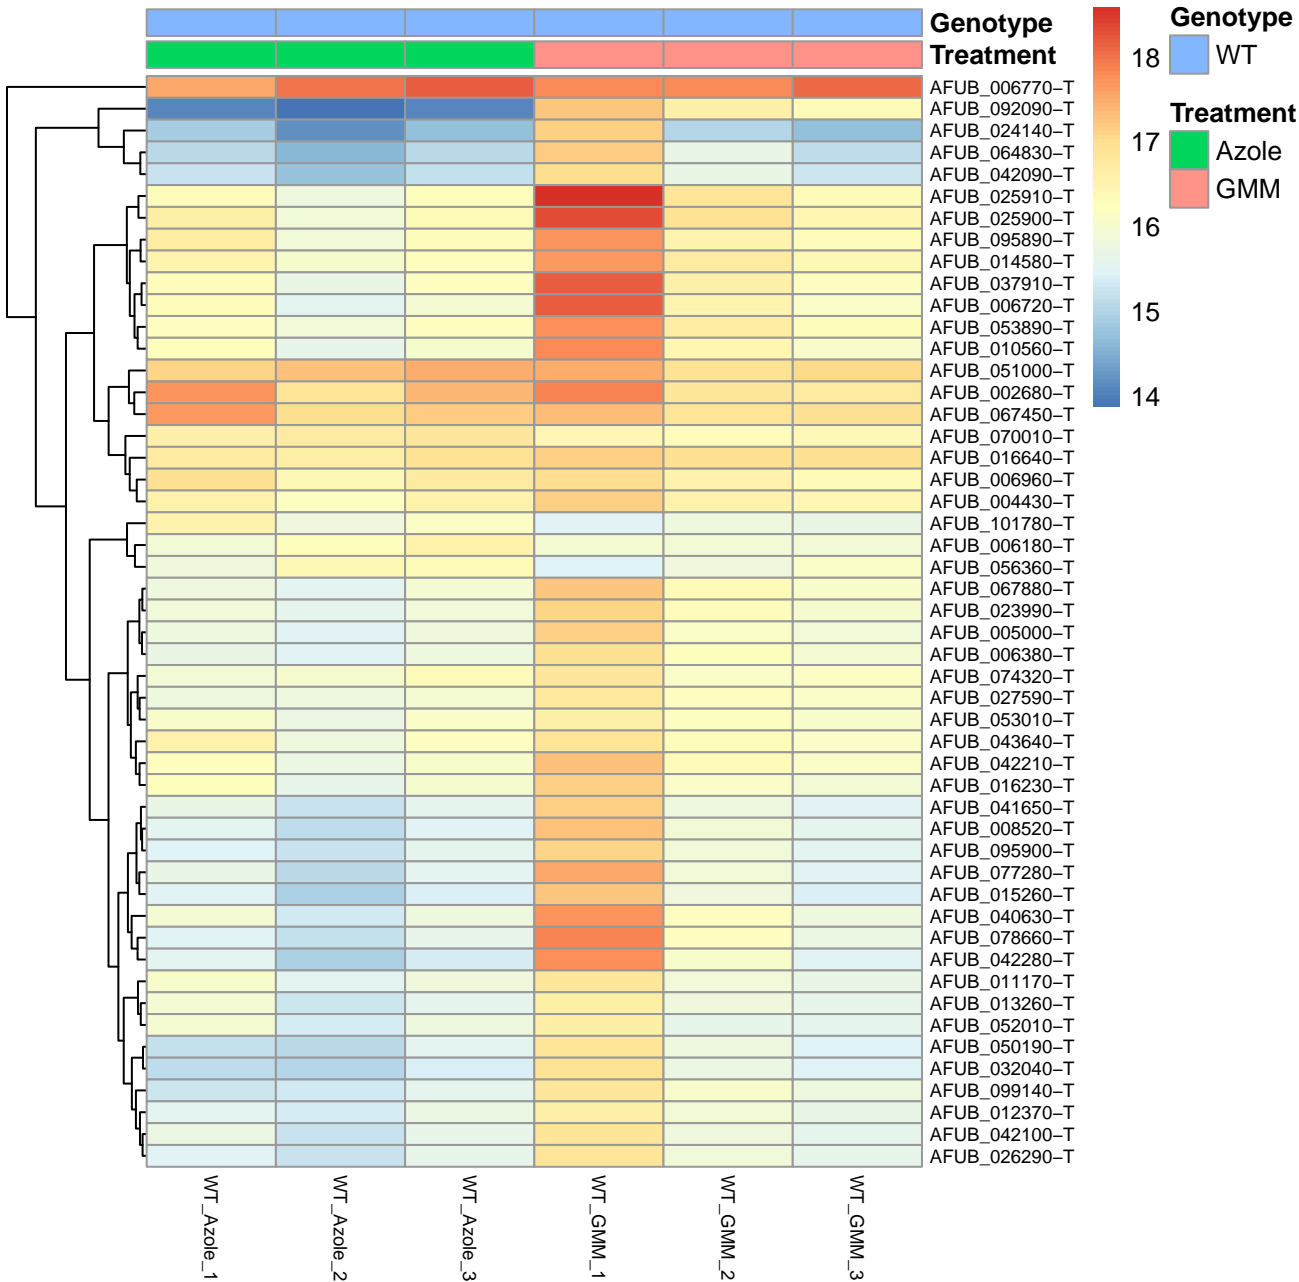 Genotype
Treatment
AFUB_006770−T
AFUB_092090−T
AFUB_024140−T
AFUB_064830−T
AFUB_042090−T
AFUB_025910−T
AFUB_025900−T
AFUB_095890−T
AFUB_014580−T
AFUB_037910−T
AFUB_006720−T
AFUB_053890−T
AFUB_010560−T
AFUB_051000−T
AFUB_002680−T
AFUB_067450−T
AFUB_070010−T
AFUB_016640−T
AFUB_006960−T
AFUB_004430−T
AFUB_101780−T
AFUB_006180−T
AFUB_056360−T
AFUB_067880−T
AFUB_023990−T
AFUB_005000−T
AFUB_006380−T
AFUB_074320−T
AFUB_027590−T
AFUB_053010−T
AFUB_043640−T
AFUB_042210−T
AFUB_016230−T
AFUB_041650−T
AFUB_008520−T
AFUB_095900−T
AFUB_077280−T
AFUB_015260−T
AFUB_040630−T
AFUB_078660−T
AFUB_042280−T
AFUB_011170−T
AFUB_013260−T
AFUB_052010−T
AFUB_050190−T
AFUB_032040−T
AFUB_099140−T
AFUB_012370−T
AFUB_042100−T
AFUB_026290−T
WT_Azole_1
WT_Azole_2
WT_Azole_3
WT_GMM_1
WT_GMM_2
WT_GMM_3
18
17
16
15
14
Genotype
WT
Treatment
Azole
GMM